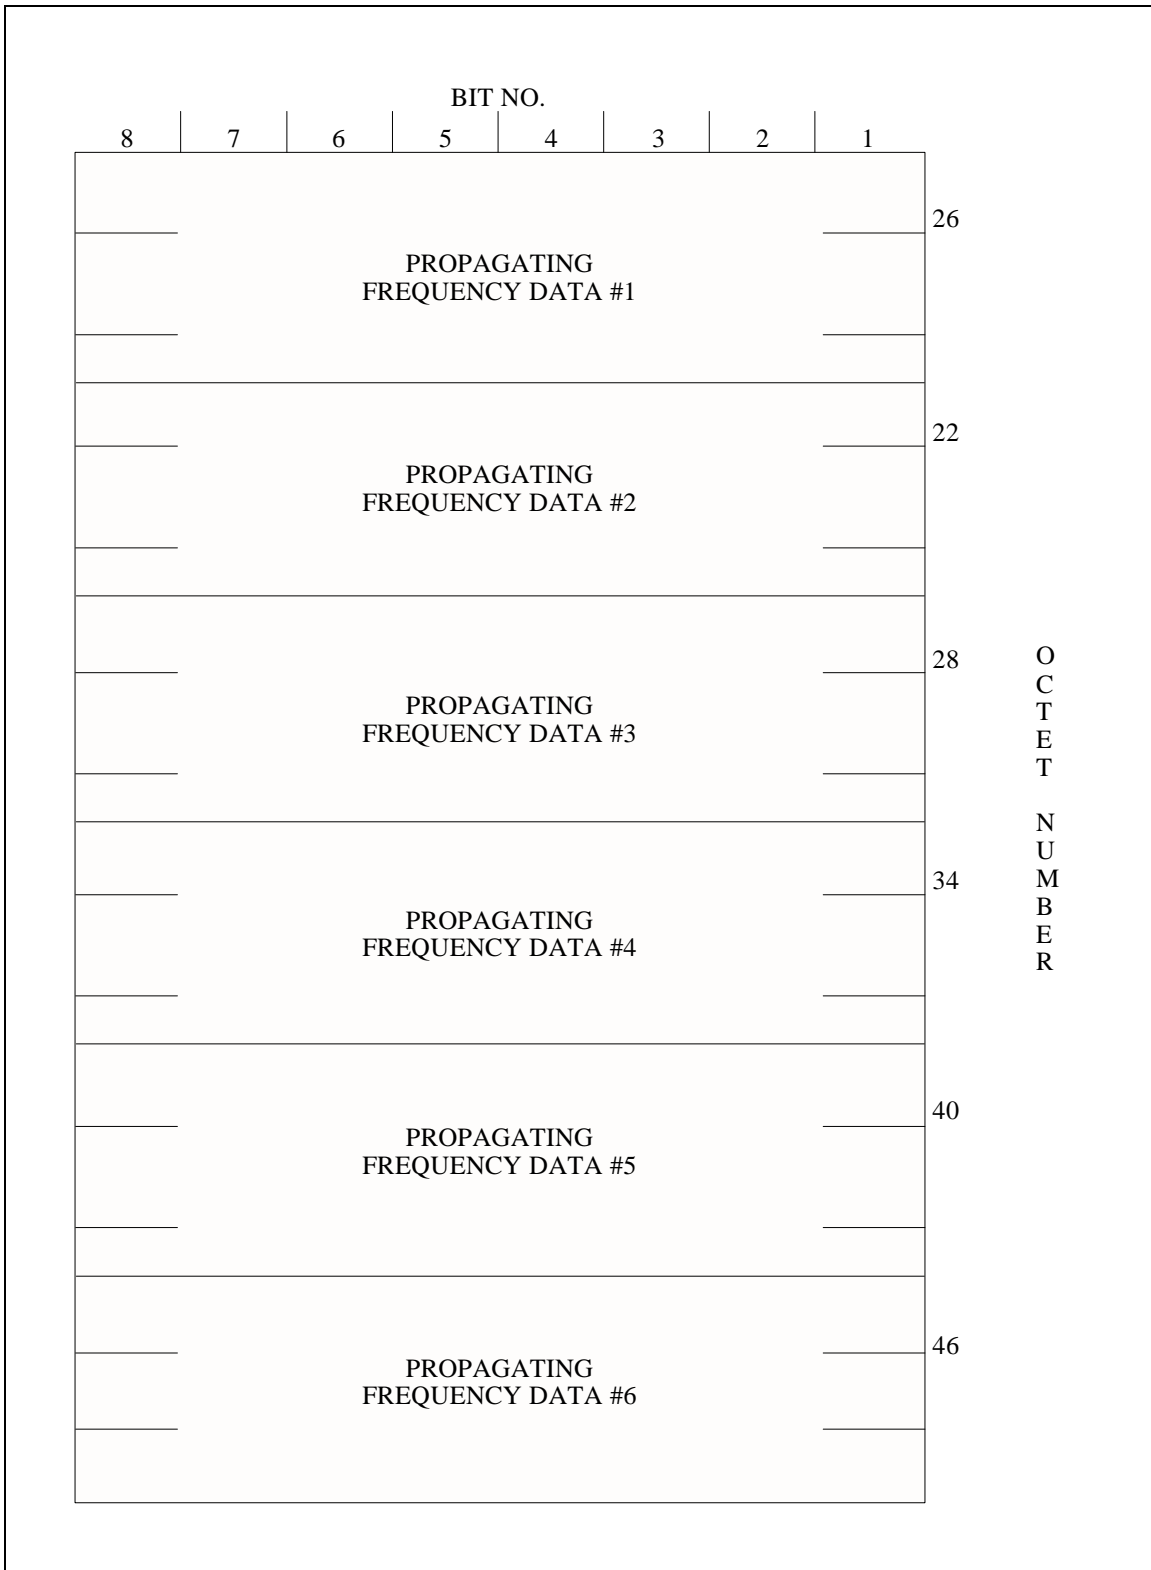 BIT NO.
8 7 6 5 4 3 2 1
26
PROPAGATING
FREQUENCY DATA #1
22
PROPAGATING
FREQUENCY DATA #2
28
PROPAGATING
FREQUENCY DATA #3
34
PROPAGATING
FREQUENCY DATA #4
40
PROPAGATING
FREQUENCY DATA #5
46
PROPAGATING
FREQUENCY DATA #6
OCTET NUMBER